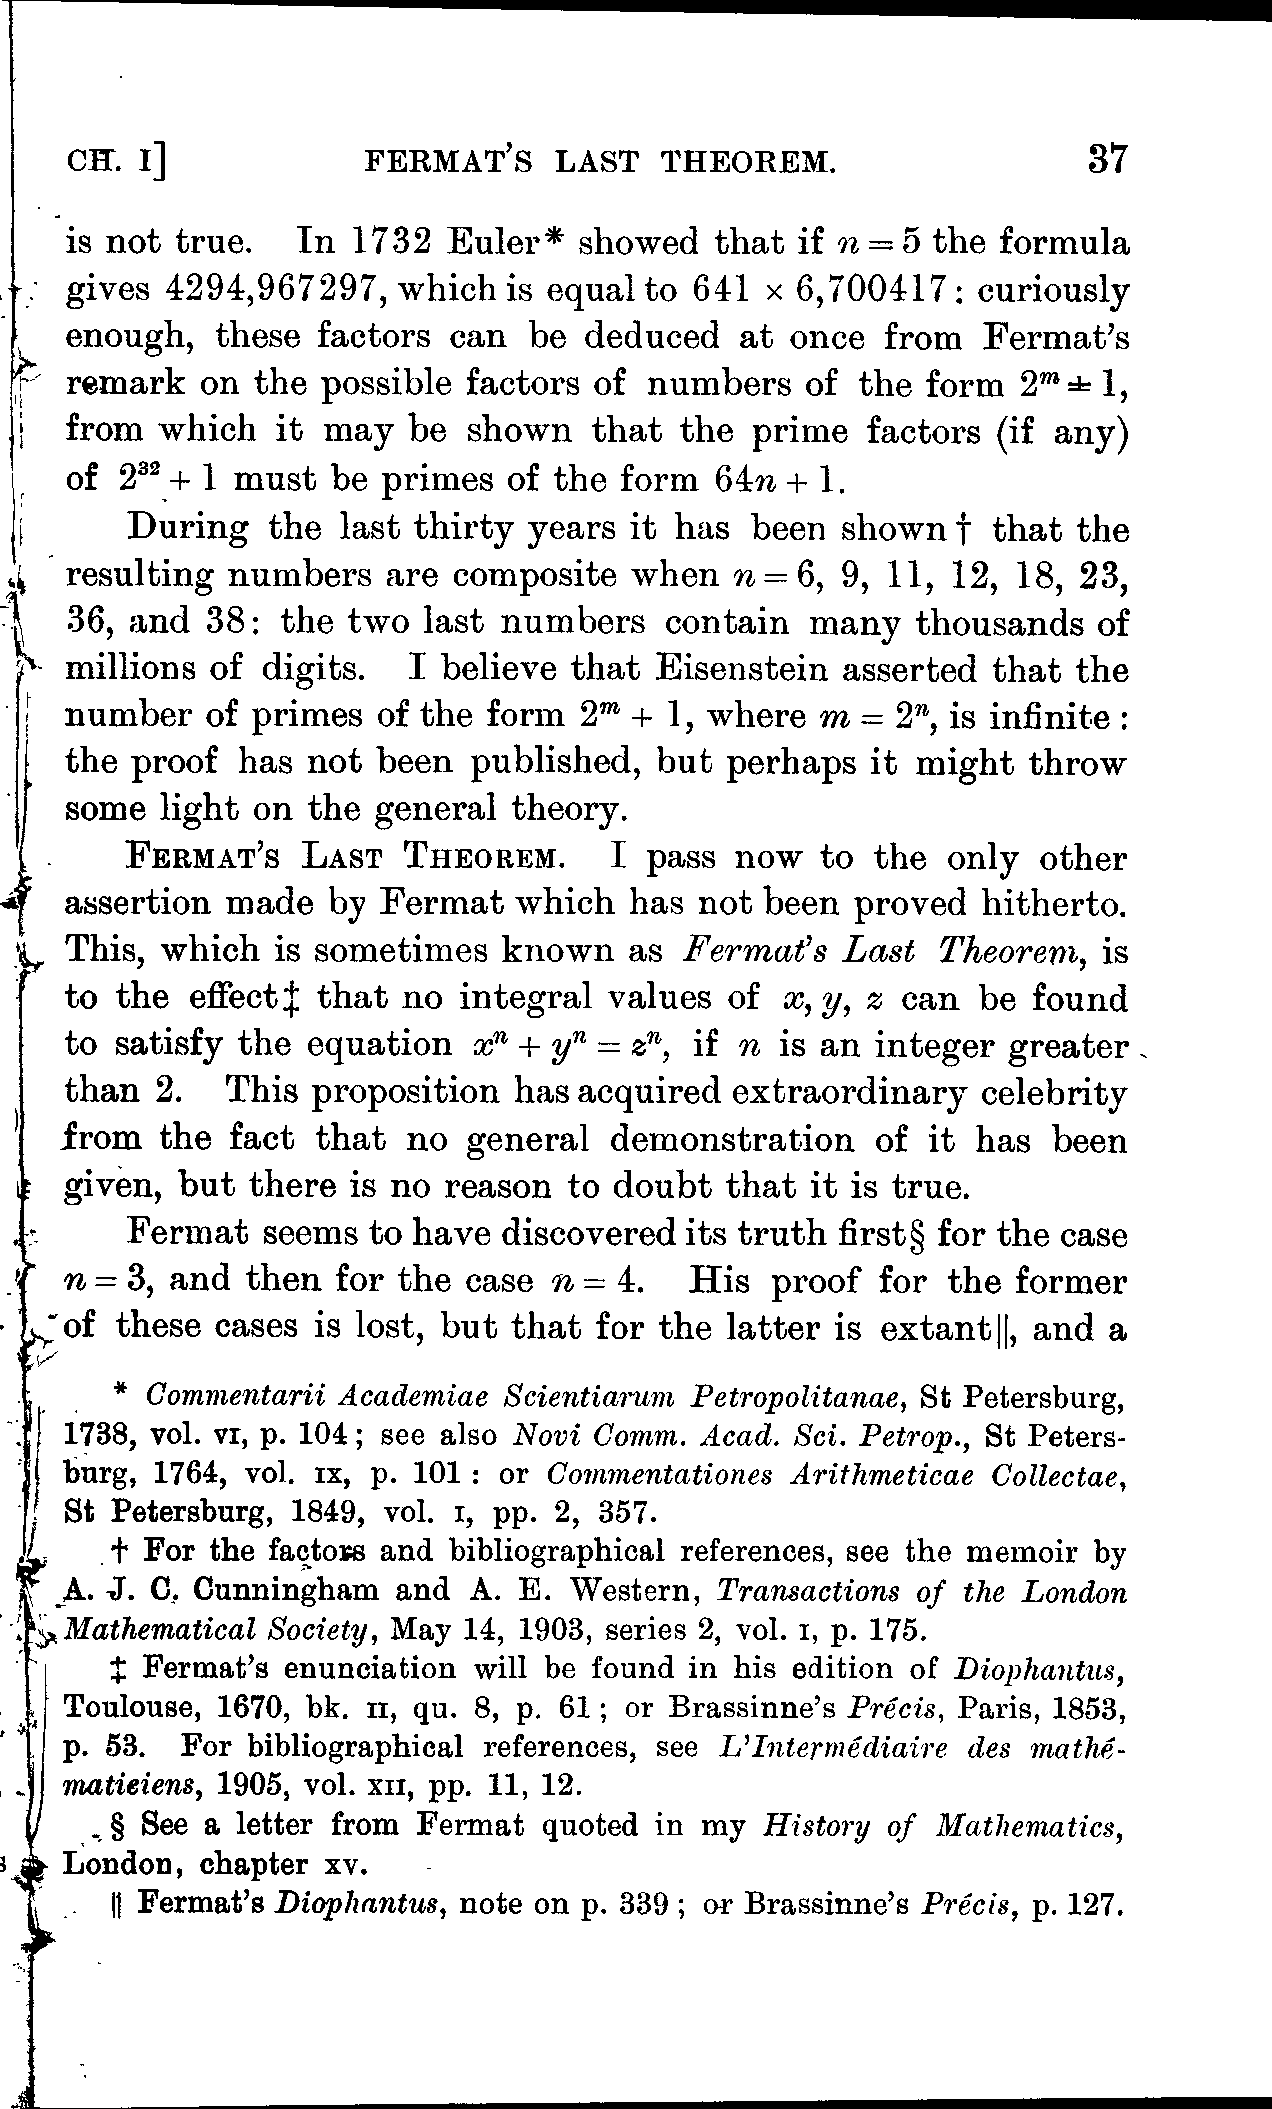 CH. I] FERMAT'S LAST THEOREM. 37
is not true. In 1732 Euler* showed that if n = 5 the formula
gives 4294,967297, which is equal to 641 × 6,700417: curiously
enough, these factors can be deduced at once from Fermat's
remark on the possible factors of numbers of the form 2ᵐ ± 1,
from which it may be shown that the prime factors (if any)
of 2³² + 1 must be primes of the form 64n + 1.
During the last thirty years it has been shown† that the
resulting numbers are composite when n = 6, 9, 11, 12, 18, 23,
36, and 38: the two last numbers contain many thousands of
millions of digits. I believe that Eisenstein asserted that the
number of primes of the form 2ᵐ + 1, where m = 2ⁿ, is infinite:
the proof has not been published, but perhaps it might throw
some light on the general theory.
FERMAT'S LAST THEOREM. I pass now to the only other
assertion made by Fermat which has not been proved hitherto.
This, which is sometimes known as Fermat's Last Theorem, is
to the effect‡ that no integral values of x, y, z can be found
to satisfy the equation xⁿ + yⁿ = zⁿ, if n is an integer greater
than 2. This proposition has acquired extraordinary celebrity
from the fact that no general demonstration of it has been
given, but there is no reason to doubt that it is true.
Fermat seems to have discovered its truth first§ for the case
n = 3, and then for the case n = 4. His proof for the former
of these cases is lost, but that for the latter is extant||, and a
* Commentarii Academiae Scientiarum Petropolitanae, St Petersburg,
1738, vol. VI, p. 104; see also Novi Comm. Acad. Sci. Petrop., St Peters-
burg, 1764, vol. IX, p. 101: or Commentationes Arithmeticae Collectae,
St Petersburg, 1849, vol. I, pp. 2, 357.
† For the factors and bibliographical references, see the memoir by
A. J. C. Cunningham and A. E. Western, Transactions of the London
Mathematical Society, May 14, 1903, series 2, vol. I, p. 175.
‡ Fermat's enunciation will be found in his edition of Diophantus,
Toulouse, 1670, bk. II, qu. 8, p. 61; or Brassinne's Précis, Paris, 1853,
p. 53. For bibliographical references, see L'Intermédiaire des mathé-
maticiens, 1905, vol. XII, pp. 11, 12.
§ See a letter from Fermat quoted in my History of Mathematics,
London, chapter XV.
|| Fermat's Diophantus, note on p. 339; or Brassinne's Précis, p. 127.